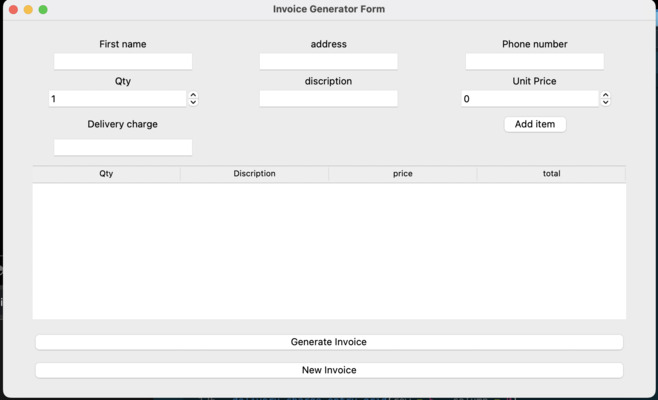 Invoice Generator Form
First name address Phone number
Qty discription Unit Price
1 0
Delivery charge Add item
Qty Discription price total
Generate Invoice
New Invoice